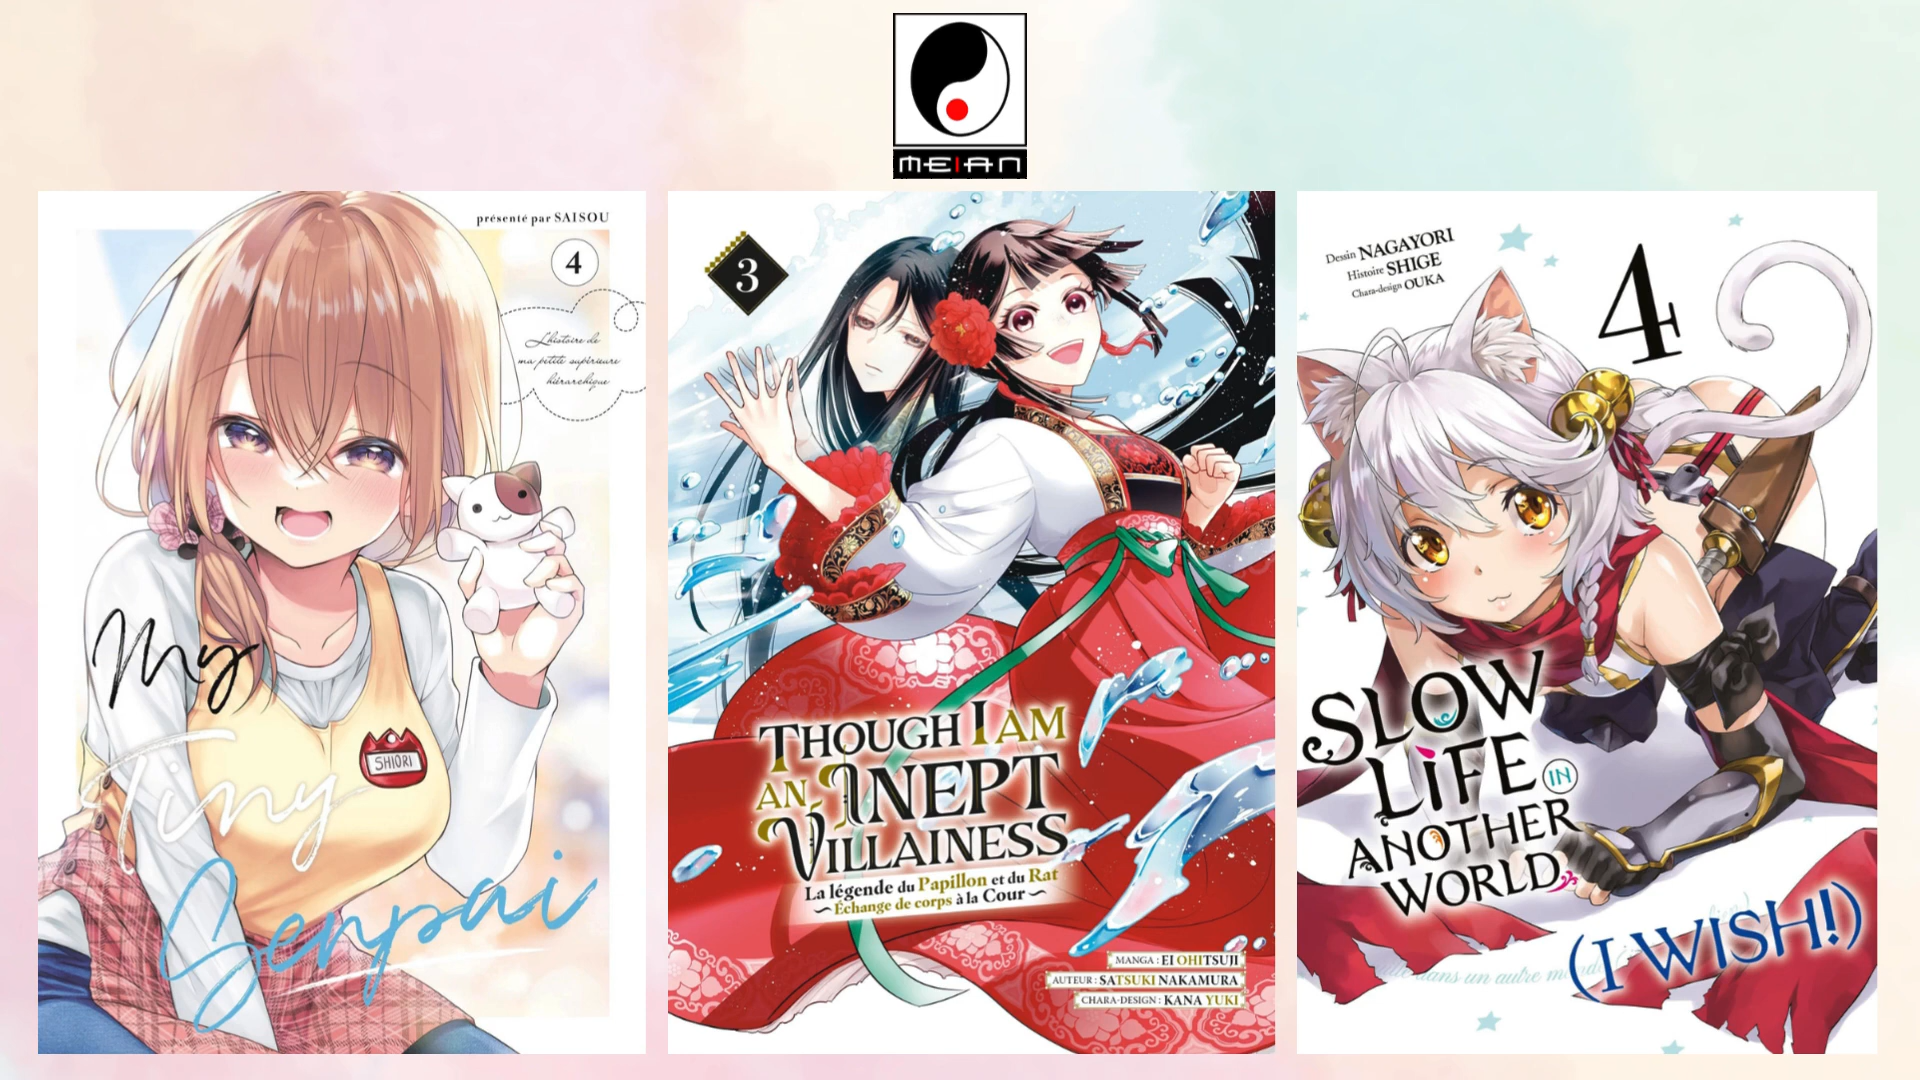 MEIAN
présenté par SAISOU
4
L'histoire de
ma petite supérieure
hiérarchique
My
SHIORI
Tiny
Senpai
3
THOUGH I AM
AN INEPT
VILLAINESS
La légende du Papillon et du Rat
~ Échange de corps à la Cour ~
MANGA : EI OHITSUJI
AUTEUR : SATSUKI NAKAMURA
CHARA-DESIGN : KANA YUKI
Dessin NAGAYORI
Histoire SHIGE
Chara-design OUKA
4
SLOW
LIFE IN
ANOTHER
WORLD
(I WISH!)
dans un autre